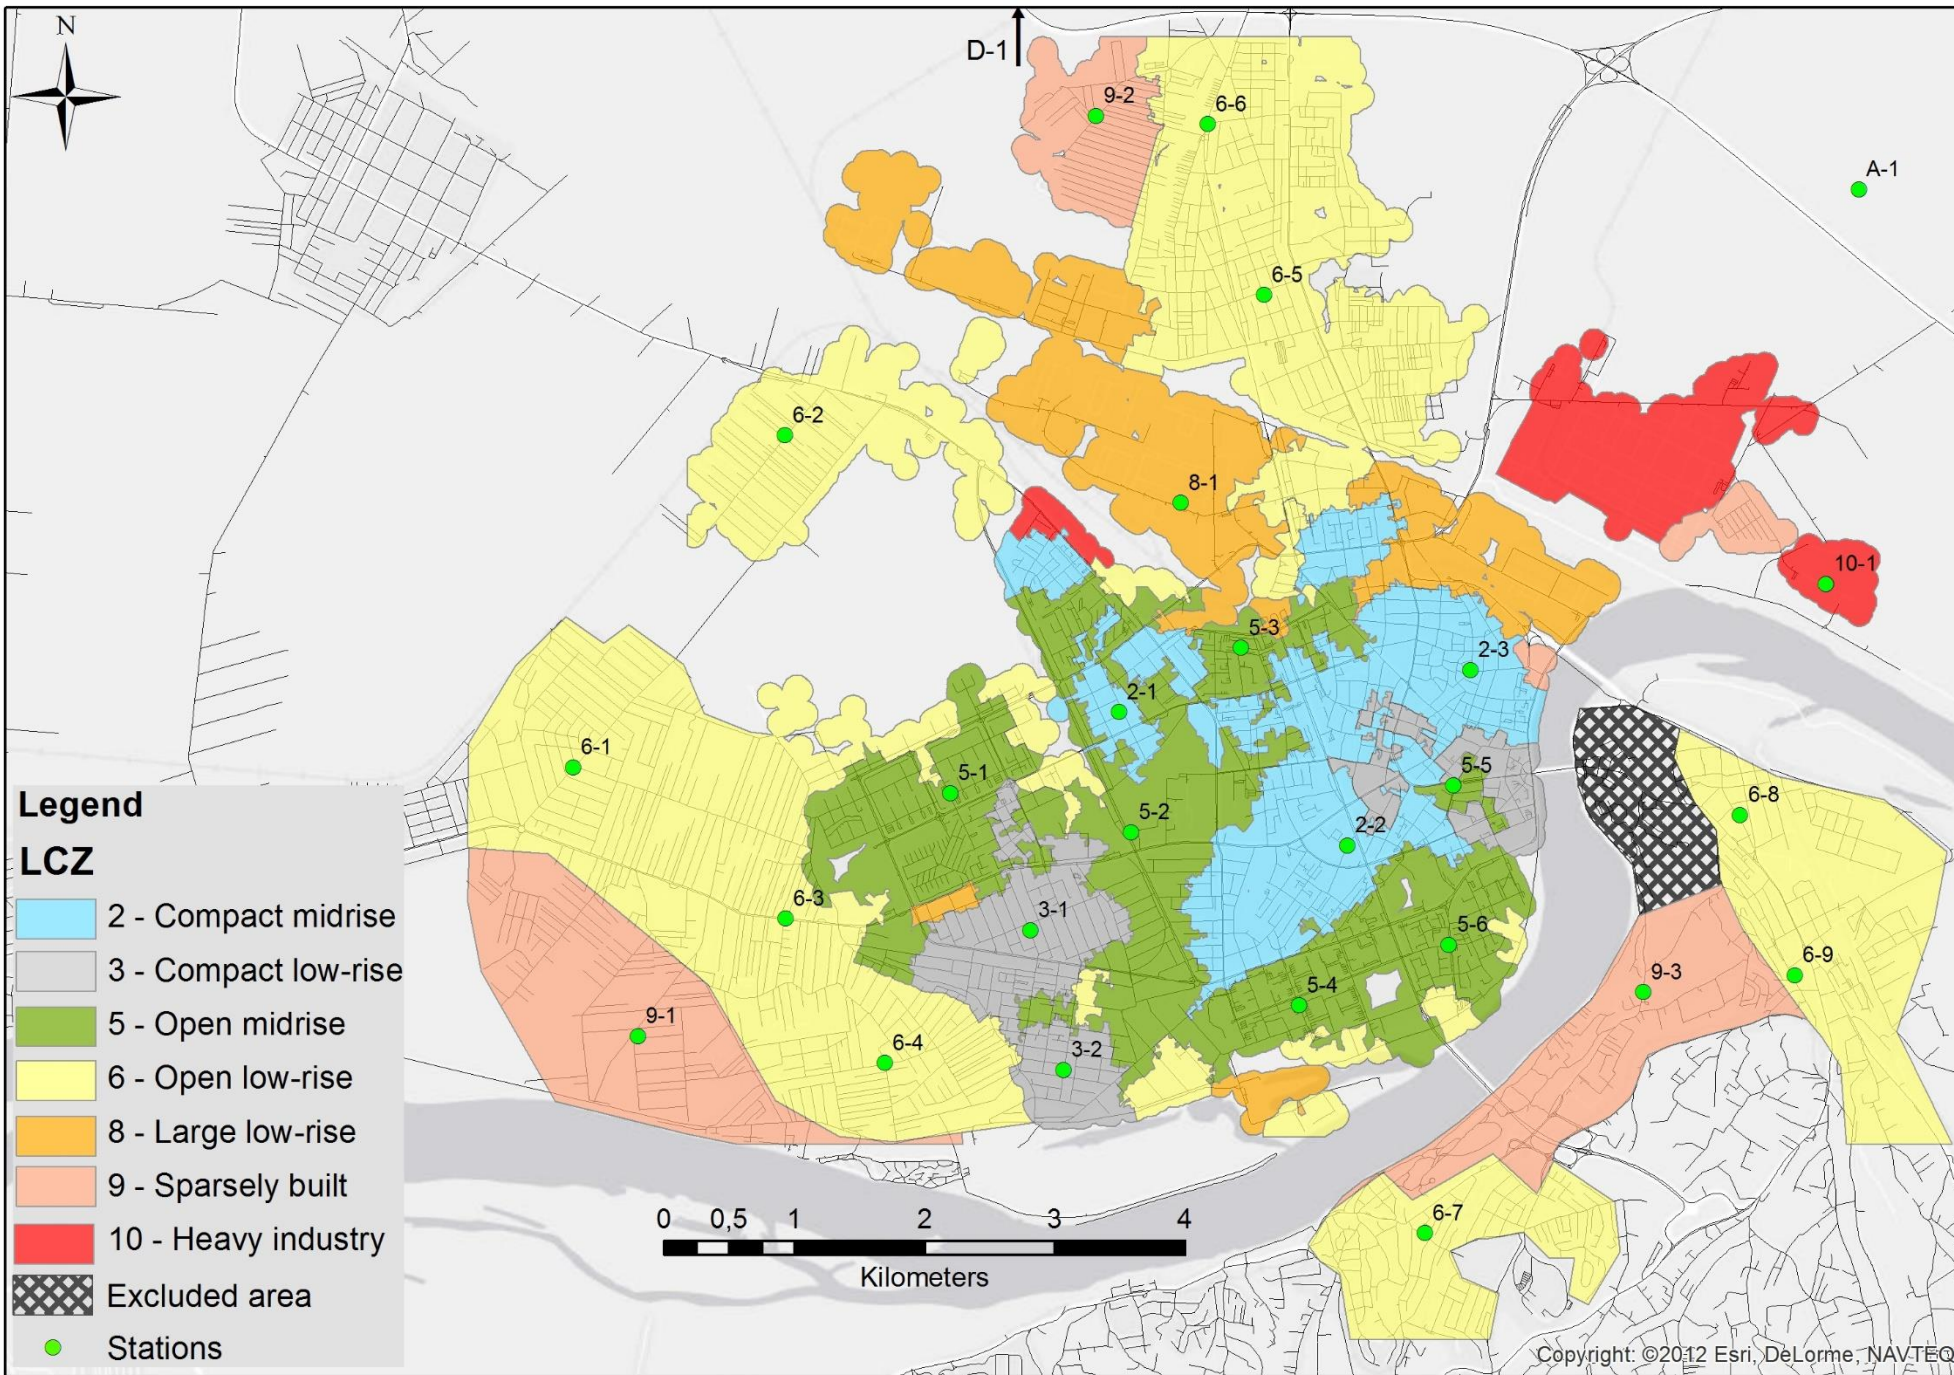 N
D-1
9-2
6-6
A-1
6-5
6-2
8-1
10-1
5-3
2-3
2-1
6-1
5-1
5-5
6-8
5-2
2-2
6-3
3-1
5-6
9-3
6-9
5-4
9-1
6-4
3-2
6-7
Legend
LCZ
2 - Compact midrise
3 - Compact low-rise
5 - Open midrise
6 - Open low-rise
8 - Large low-rise
9 - Sparsely built
10 - Heavy industry
Excluded area
Stations
0 0,5 1 2 3 4
Kilometers
Copyright: ©2012 Esri, DeLorme, NAVTEQ